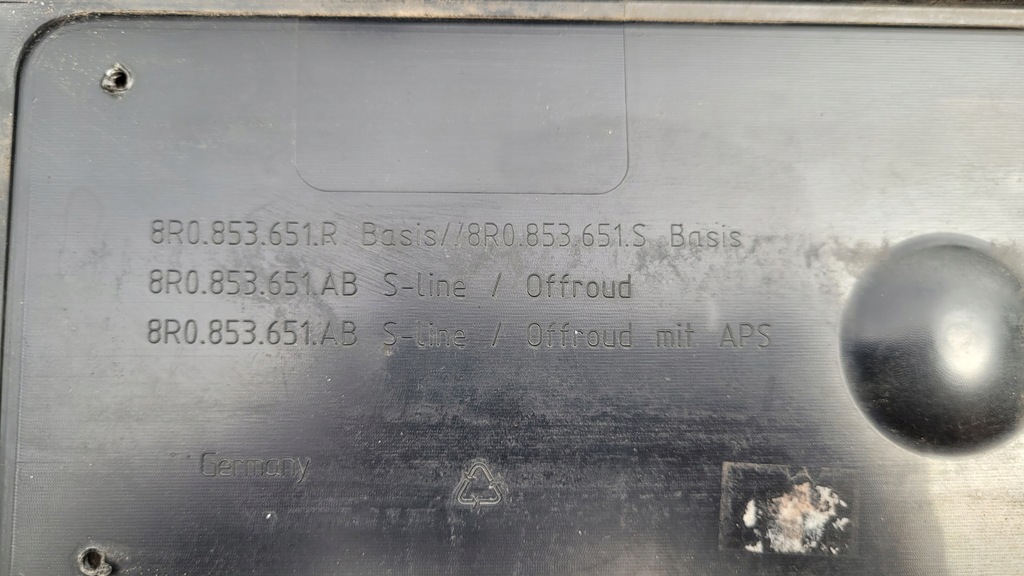 8R0.853.651.R Basis//8R0.853.651.S Basis
8R0.853.651.AB S-line / Offroud
8R0.853.651.AB S-line / Offroud mit APS
Germany